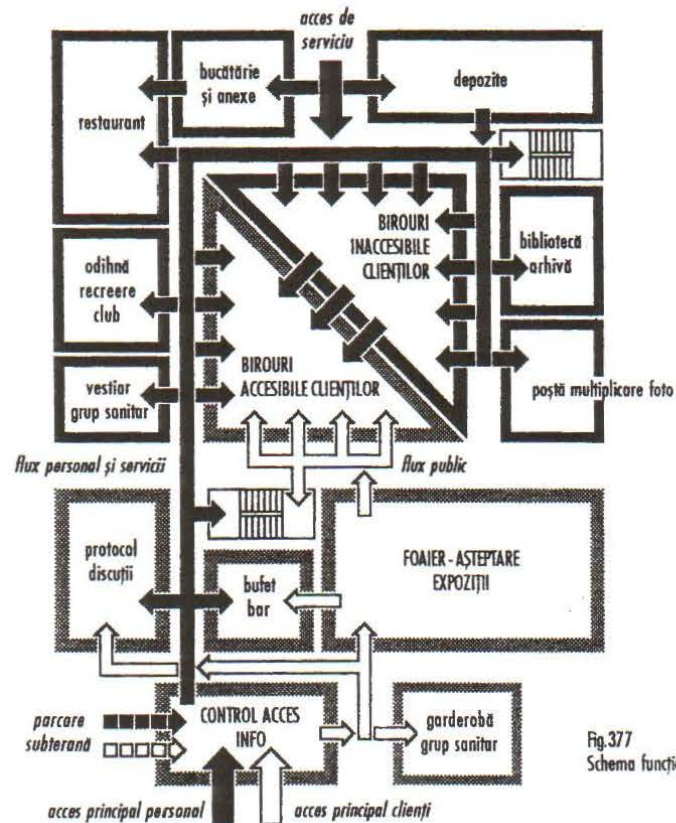 acces de
serviciu
bucătărie
și anexe
depozite
restaurant
BIROURI
INACCESIBILE
CLIENȚILOR
bibliotecă
arhivă
odihnă
recreere
club
BIROURI
ACCESIBILE CLIENȚILOR
vestiar
grup sanitar
poștă multiplicare foto
flux personal și servicii
flux public
protocol
discuții
FOAIER - AȘTEPTARE
EXPOZIȚII
bufet
bar
parcare
subterană
CONTROL ACCES
INFO
garderobă
grup sanitar
Fig.377
Schema funcți
acces principal personal
acces principal clienți